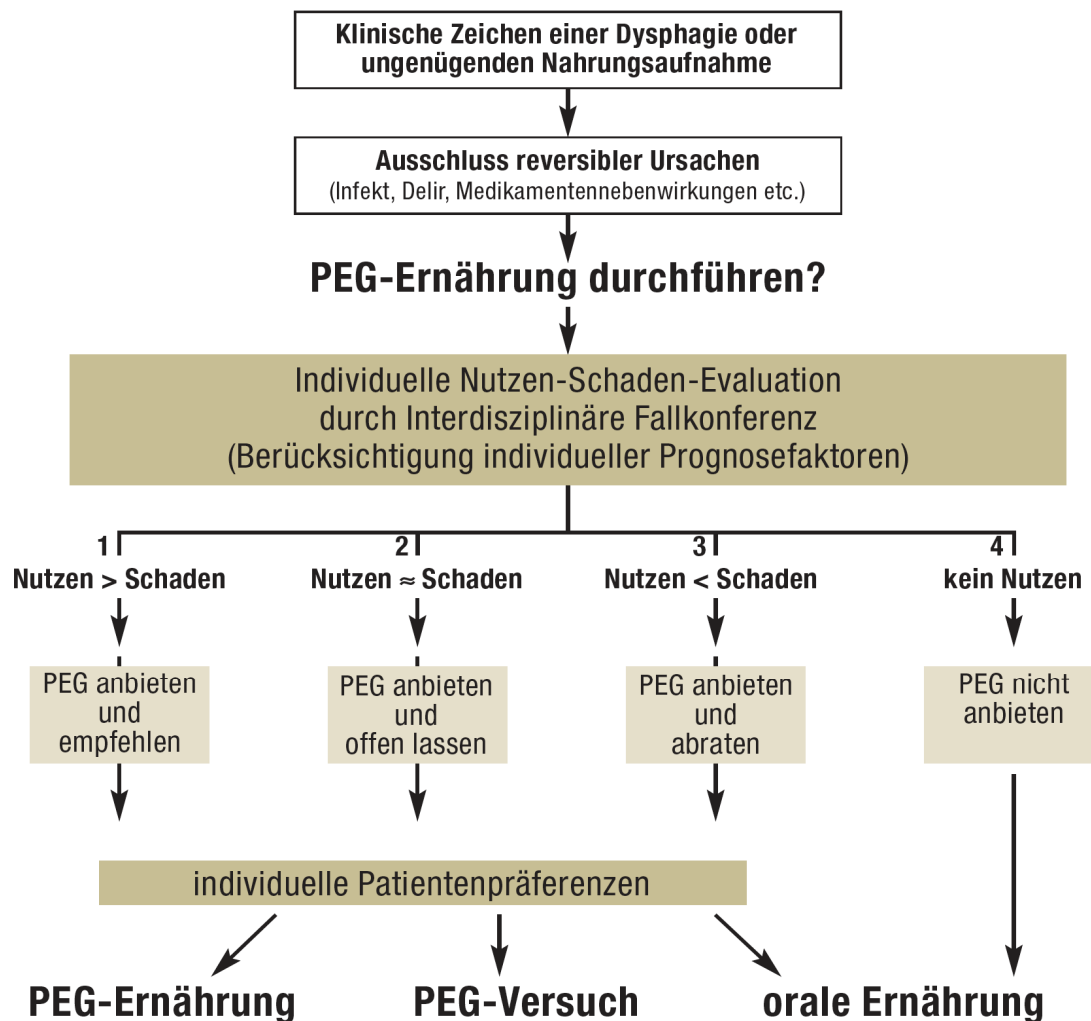 Klinische Zeichen einer Dysphagie oder
ungenügenden Nahrungsaufnahme
Ausschluss reversibler Ursachen
(Infekt, Delir, Medikamentennebenwirkungen etc.)
PEG-Ernährung durchführen?
Individuelle Nutzen-Schaden-Evaluation
durch Interdisziplinäre Fallkonferenz
(Berücksichtigung individueller Prognosefaktoren)
1
Nutzen > Schaden
PEG anbieten
und
empfehlen
2
Nutzen ≈ Schaden
PEG anbieten
und
offen lassen
3
Nutzen < Schaden
PEG anbieten
und
abraten
4
kein Nutzen
PEG nicht
anbieten
individuelle Patientenpräferenzen
PEG-Ernährung
PEG-Versuch
orale Ernährung